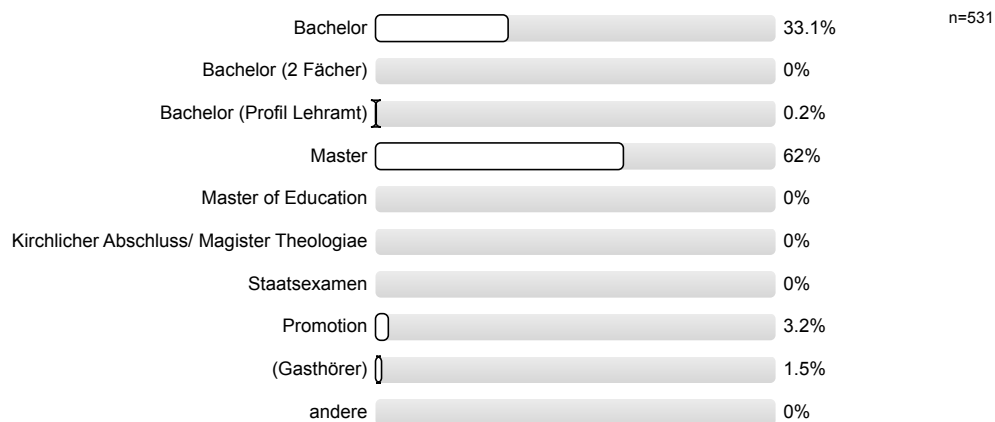 n=531
Bachelor 33.1%
Bachelor (2 Fächer) 0%
Bachelor (Profil Lehramt) 0.2%
Master 62%
Master of Education 0%
Kirchlicher Abschluss/ Magister Theologiae 0%
Staatsexamen 0%
Promotion 3.2%
(Gasthörer) 1.5%
andere 0%